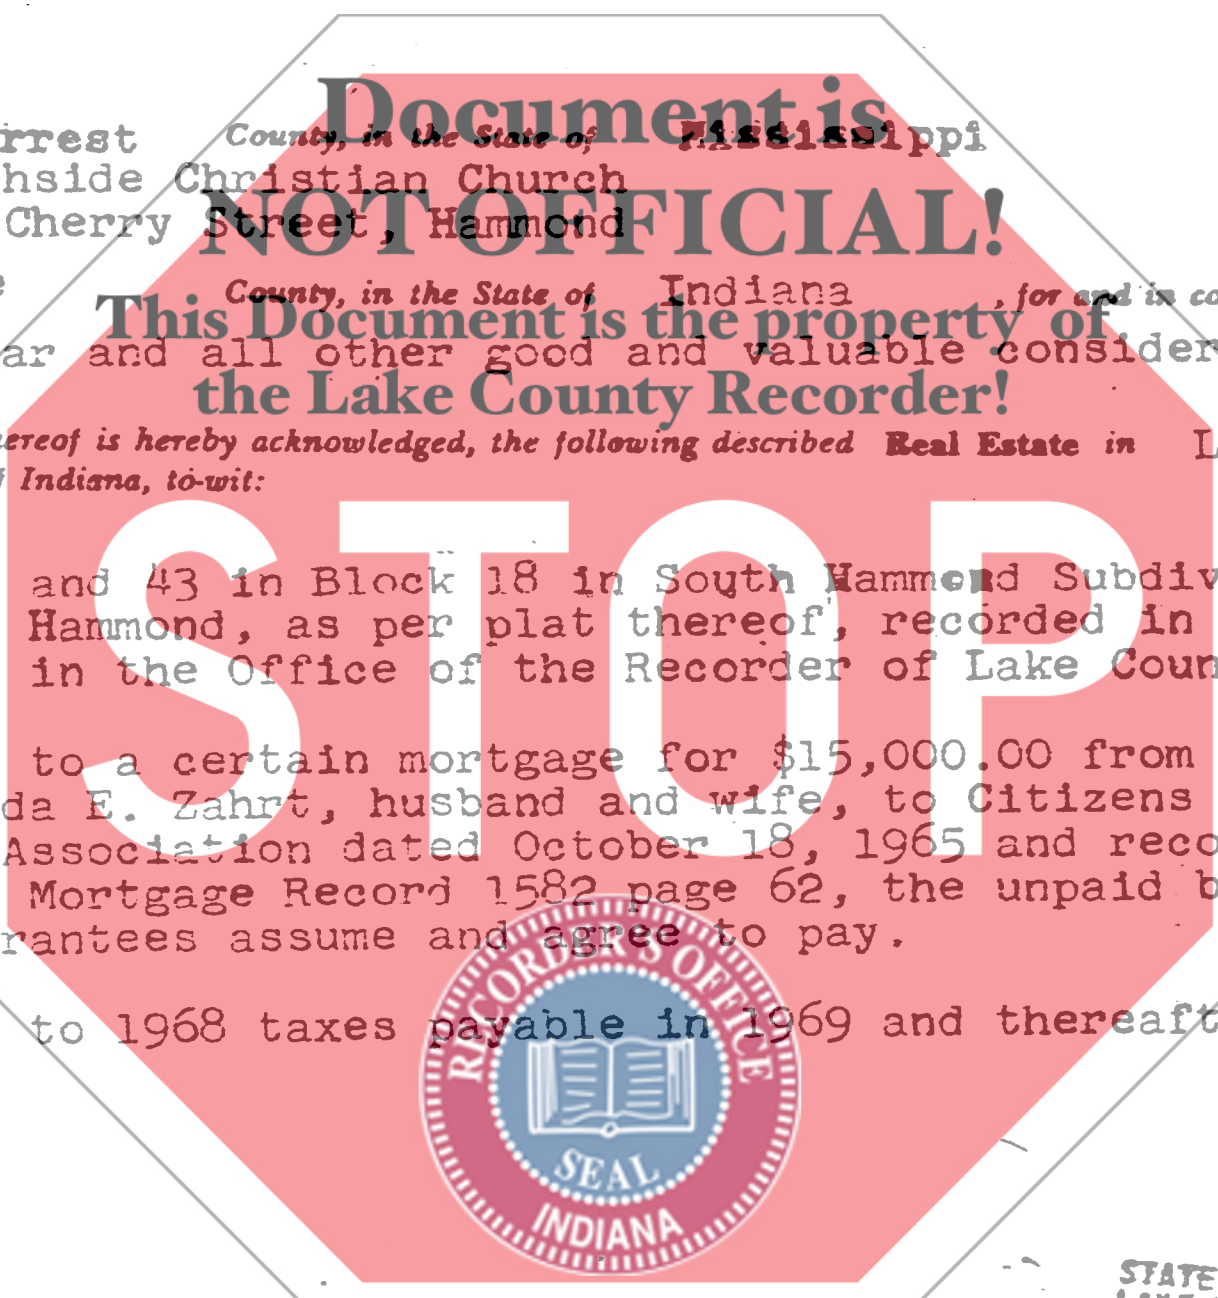 Document is
rrest County, in the State of Mississippi
hside Christian Church
NOT OFFICIAL!
Cherry Street, Hammond
County, in the State of Indiana , for and in co
This Document is the property of
ar and all other good and valuable consider
the Lake County Recorder!
ereof is hereby acknowledged, the following described Real Estate in L
Indiana, to-wit:
STOP
and 43 in Block 18 in South Hammond Subdiv
Hammond, as per plat thereof, recorded in
in the Office of the Recorder of Lake Coun
to a certain mortgage for $15,000.00 from
da E. Zahrt, husband and wife, to Citizens
Association dated October 18, 1965 and reco
Mortgage Record 1582 page 62, the unpaid b
rantees assume and agree to pay.
to 1968 taxes payable in 1969 and thereaft
RECORDER'S OFFICE
SEAL
INDIANA
STATE